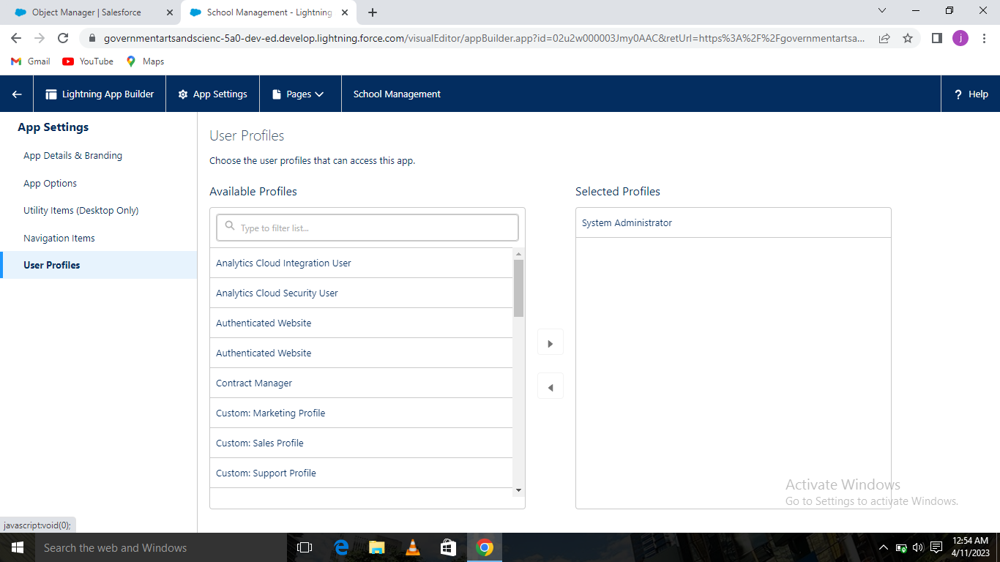 Object Manager | Salesforce
School Management - Lightning
governmentartsandscienc-5a0-dev-ed.develop.lightning.force.com/visualEditor/appBuilder.app?id=02u2w000003Jmy0AAC&retUrl=https%3A%2F%2Fgovernmentartsa...
j
Gmail
YouTube
Maps
Lightning App Builder
App Settings
Pages
School Management
? Help
App Settings
App Details & Branding
App Options
Utility Items (Desktop Only)
Navigation Items
User Profiles
User Profiles
Choose the user profiles that can access this app.
Available Profiles
Type to filter list...
Analytics Cloud Integration User
Analytics Cloud Security User
Authenticated Website
Authenticated Website
Contract Manager
Custom: Marketing Profile
Custom: Sales Profile
Custom: Support Profile
Selected Profiles
System Administrator
Activate Windows
Go to Settings to activate Windows.
javascript:void(0);
Search the web and Windows
12:54 AM
4/11/2023